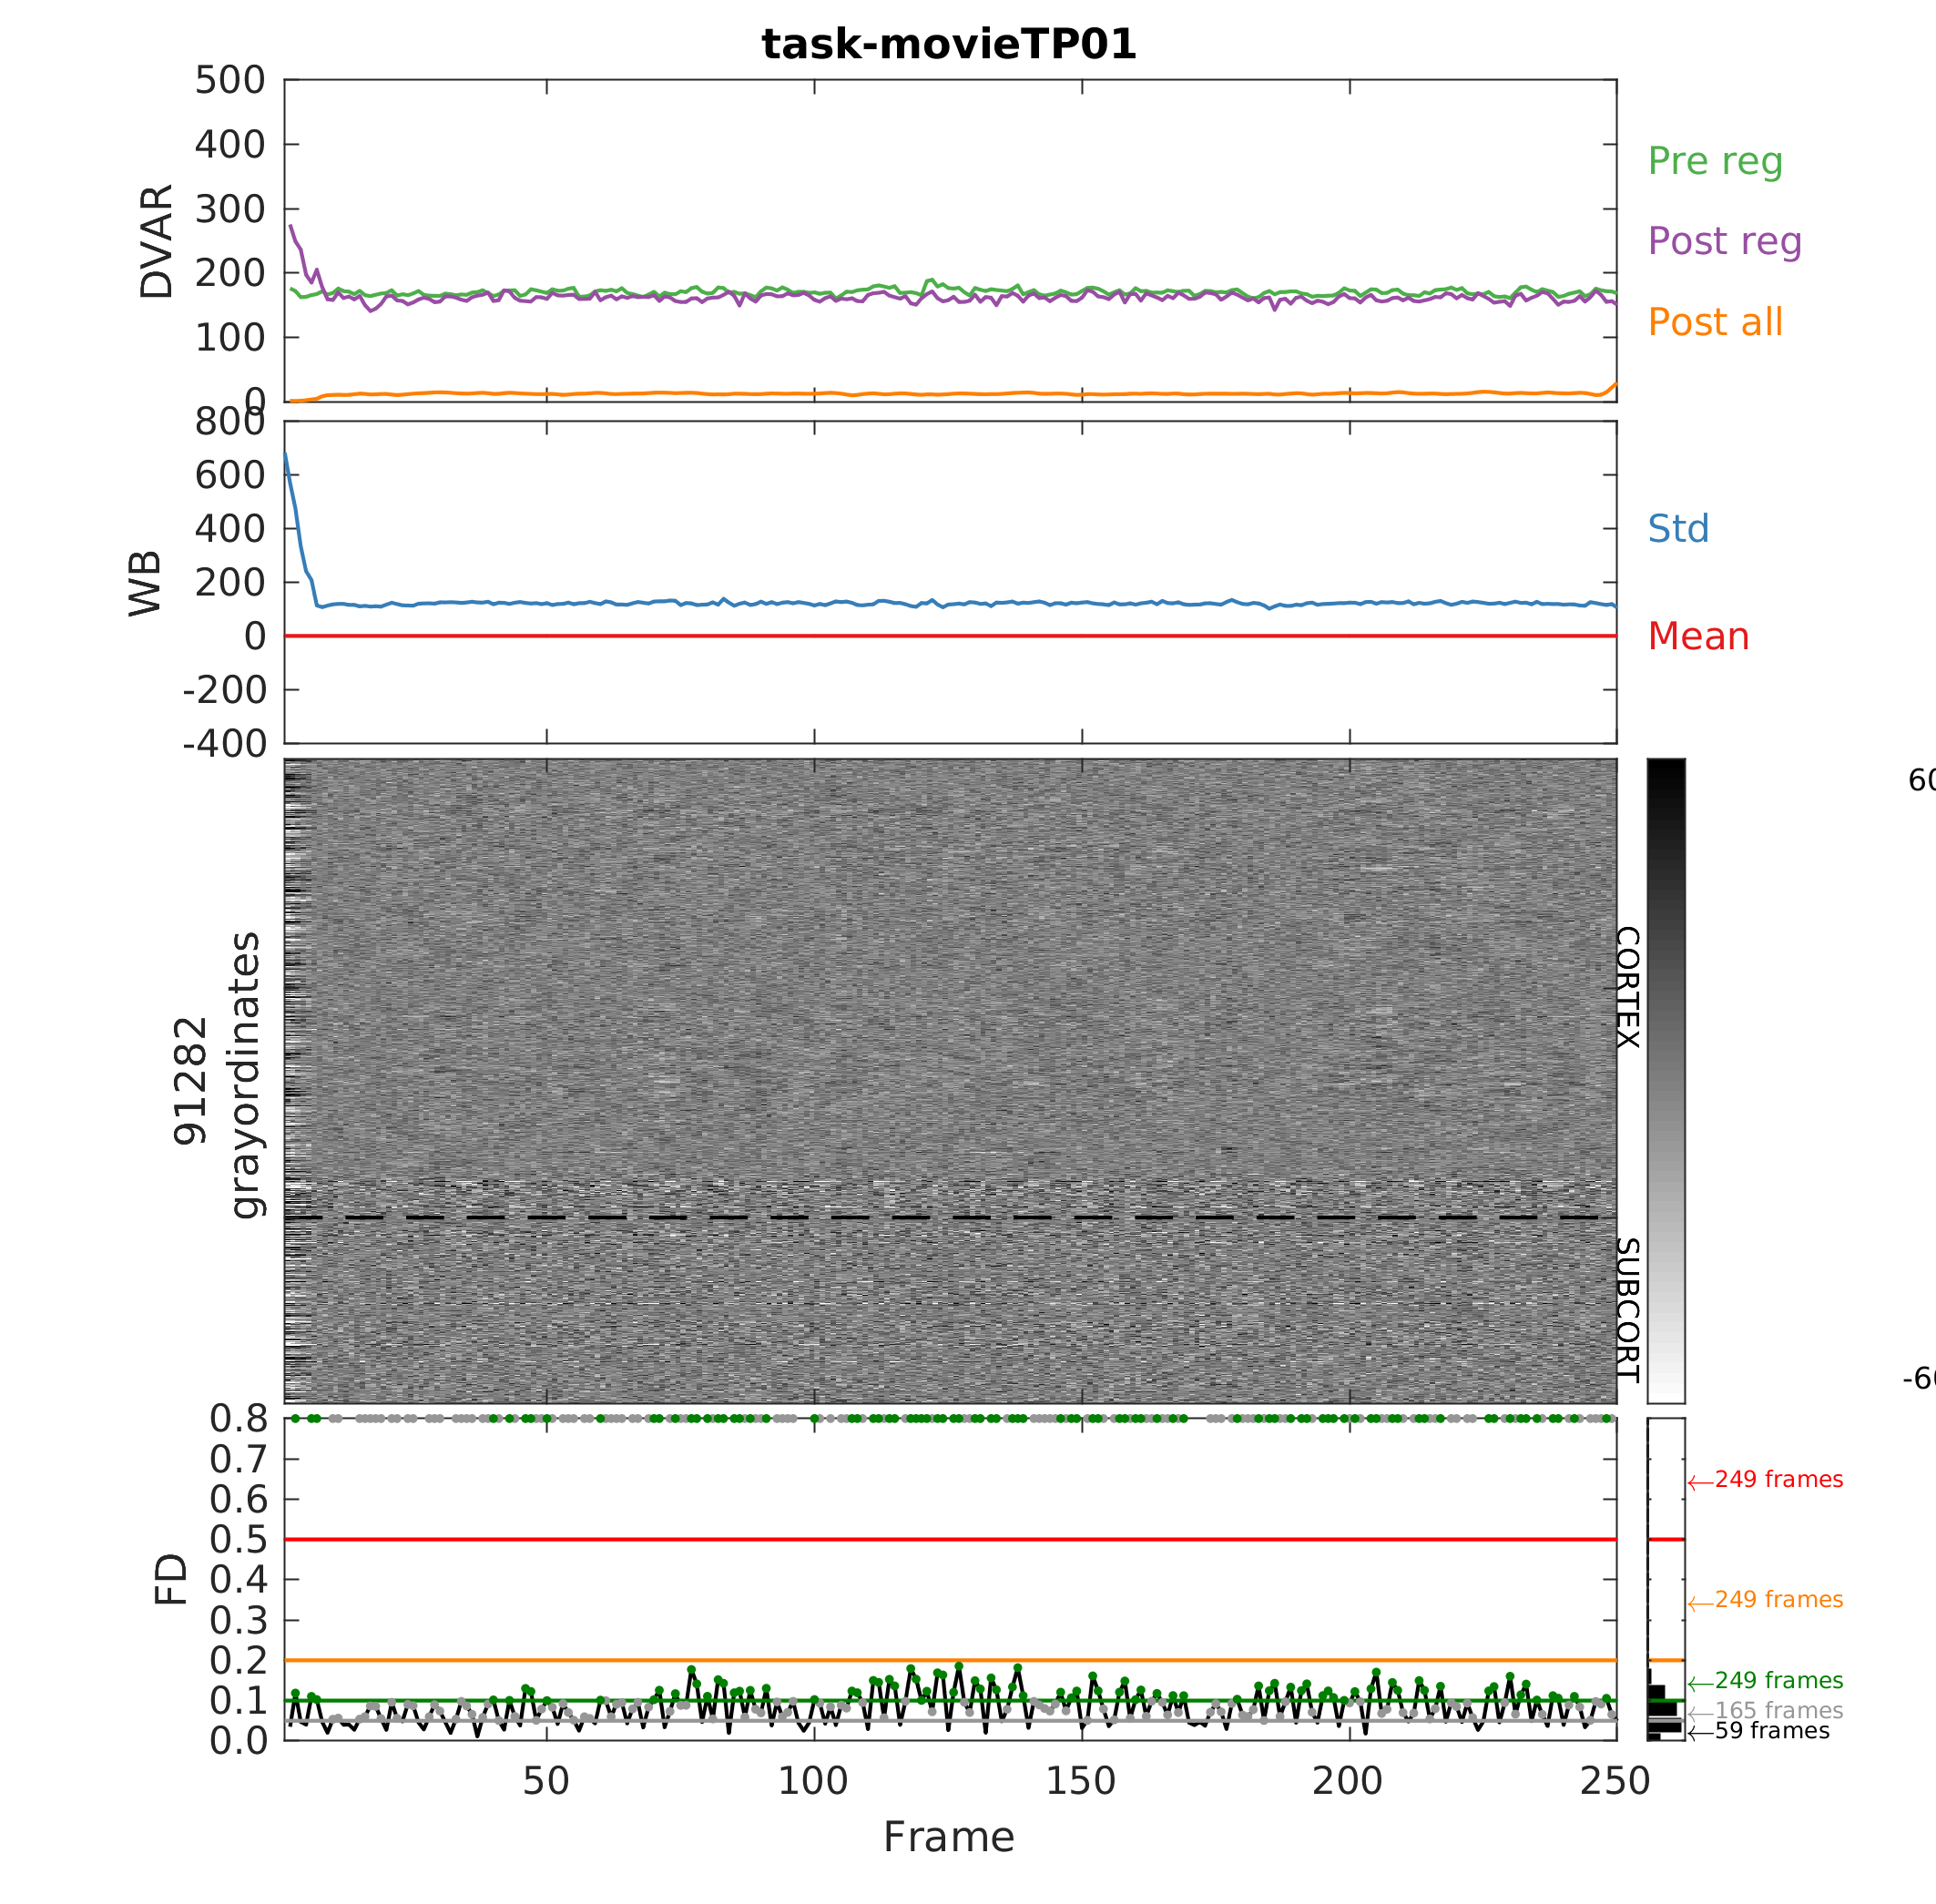 task-movieTP01
500
400
300
200
100
0
DVAR
Pre reg
Post reg
Post all
800
600
400
200
0
-200
-400
WB
Std
Mean
91282
grayordinates
CORTEX
SUBCORT
60
-60
0.8
0.7
0.6
0.5
0.4
0.3
0.2
0.1
0.0
FD
←249 frames
←249 frames
←249 frames
←165 frames
←59 frames
50 100 150 200 250
Frame